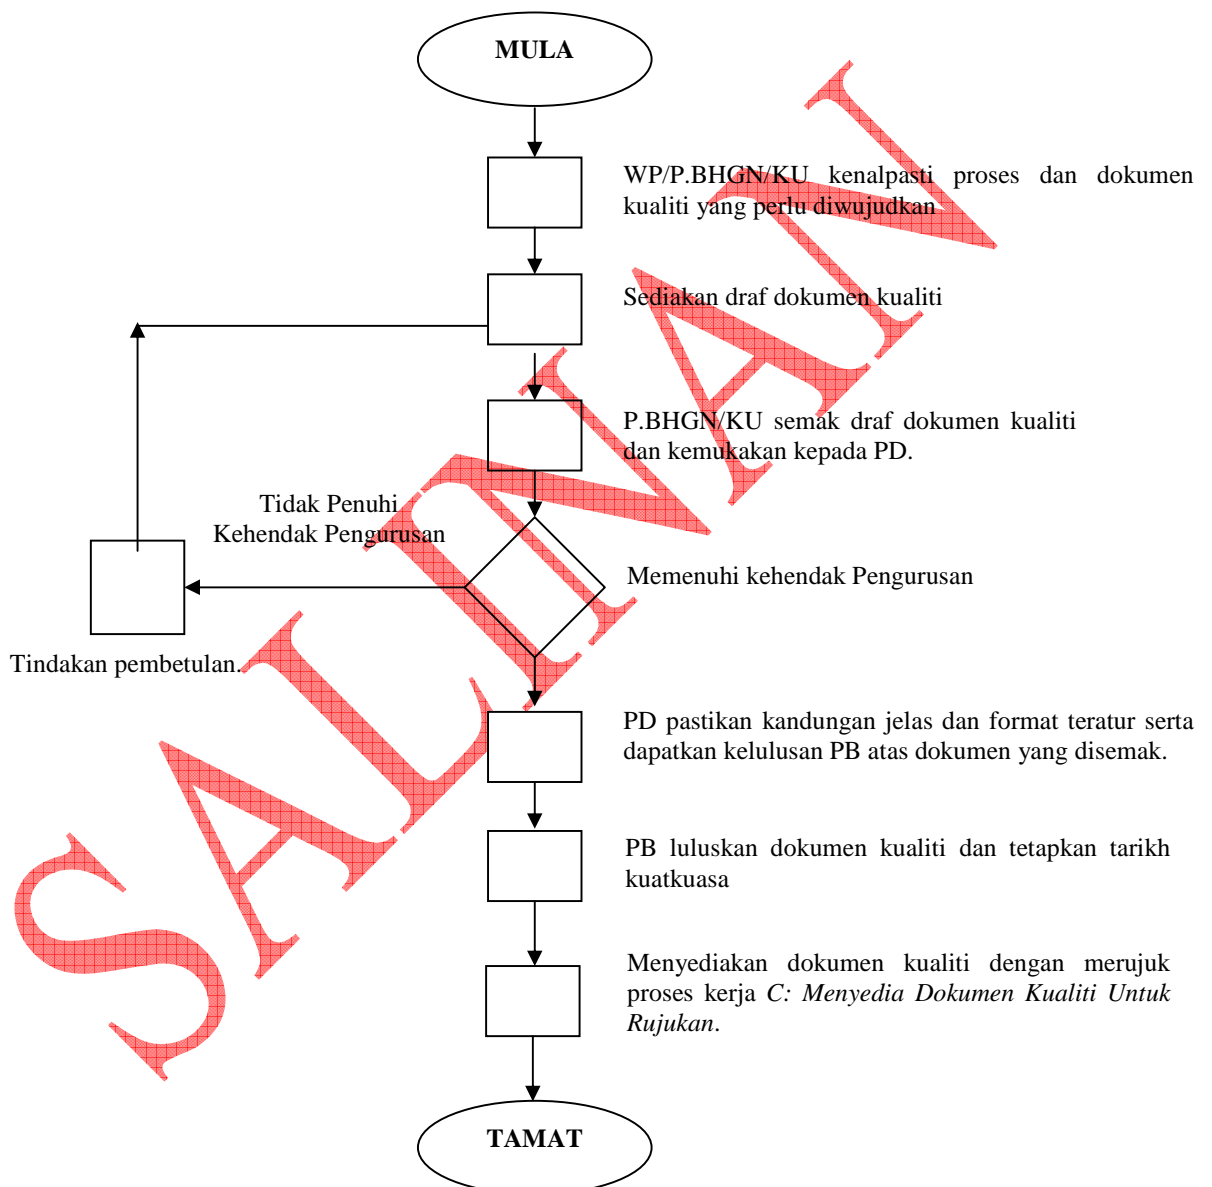 MULA
WP/P.BHGN/KU kenalpasti proses dan dokumen
kualiti yang perlu diwujudkan
Sediakan draf dokumen kualiti
P.BHGN/KU semak draf dokumen kualiti
dan kemukakan kepada PD.
Tidak Penuhi
Kehendak Pengurusan
Memenuhi kehendak Pengurusan
Tindakan pembetulan.
PD pastikan kandungan jelas dan format teratur serta
dapatkan kelulusan PB atas dokumen yang disemak.
PB luluskan dokumen kualiti dan tetapkan tarikh
kuatkuasa
Menyediakan dokumen kualiti dengan merujuk
proses kerja C: Menyedia Dokumen Kualiti Untuk
Rujukan.
TAMAT
SALINAN